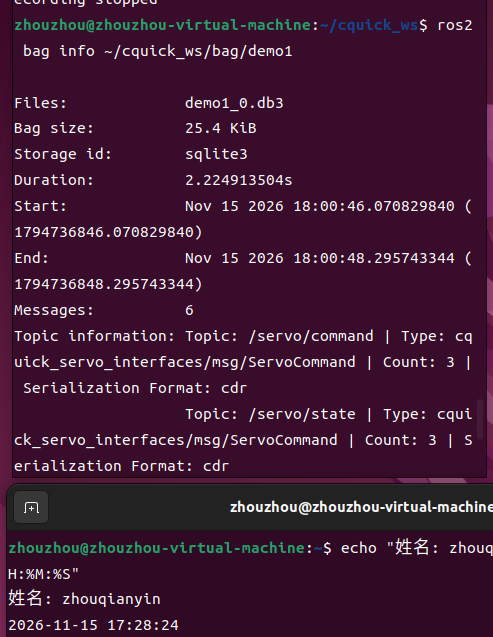 ecording stopped
zhouzhou@zhouzhou-virtual-machine:~/cquick_ws$ ros2
 bag info ~/cquick_ws/bag/demo1
Files:             demo1_0.db3
Bag size:          25.4 KiB
Storage id:        sqlite3
Duration:          2.224913504s
Start:             Nov 15 2026 18:00:46.070829840 (
1794736846.070829840)
End:               Nov 15 2026 18:00:48.295743344 (
1794736848.295743344)
Messages:          6
Topic information: Topic: /servo/command | Type: cq
uick_servo_interfaces/msg/ServoCommand | Count: 3 |
 Serialization Format: cdr
                   Topic: /servo/state | Type: cqui
ck_servo_interfaces/msg/ServoCommand | Count: 3 | S
erialization Format: cdr
zhouzhou@zhouzhou-virtual-machine
zhouzhou@zhouzhou-virtual-machine:~$ echo "姓名: zhouq
H:%M:%S"
姓名: zhouqianyin
2026-11-15 17:28:24